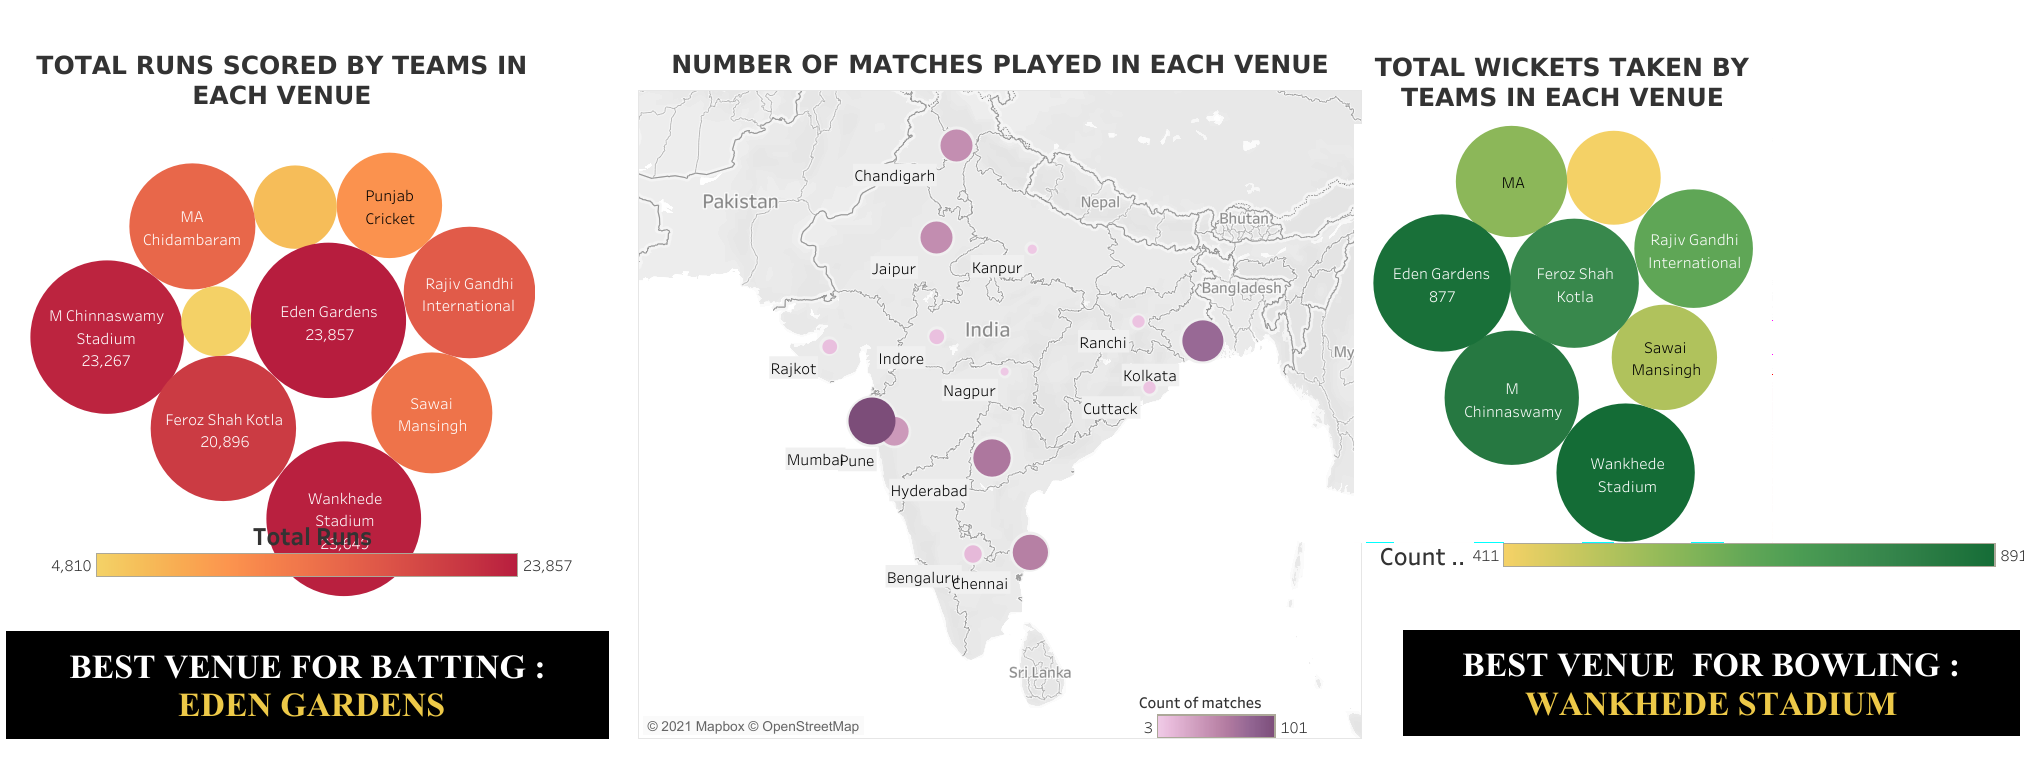 TOTAL RUNS SCORED BY TEAMS IN
EACH VENUE
MA
Chidambaram
Punjab
Cricket
Rajiv Gandhi
International
M Chinnaswamy
Stadium
23,267
Eden Gardens
23,857
Feroz Shah Kotla
20,896
Sawai
Mansingh
Wankhede
Stadium
Total Runs
4,810
23,857
BEST VENUE FOR BATTING :
EDEN GARDENS
NUMBER OF MATCHES PLAYED IN EACH VENUE
Chandigarh
Pakistan
Nepal
Bhutan
Jaipur
Kanpur
Bangladesh
India
Indore
Ranchi
Rajkot
Nagpur
Kolkata
My
Cuttack
Mumbai
Pune
Hyderabad
Bengaluru
Chennai
Sri Lanka
Count of matches
3
101
© 2021 Mapbox © OpenStreetMap
TOTAL WICKETS TAKEN BY
TEAMS IN EACH VENUE
MA
Rajiv Gandhi
International
Eden Gardens
877
Feroz Shah
Kotla
Sawai
Mansingh
M
Chinnaswamy
Wankhede
Stadium
Count ..
411
891
BEST VENUE FOR BOWLING :
WANKHEDE STADIUM